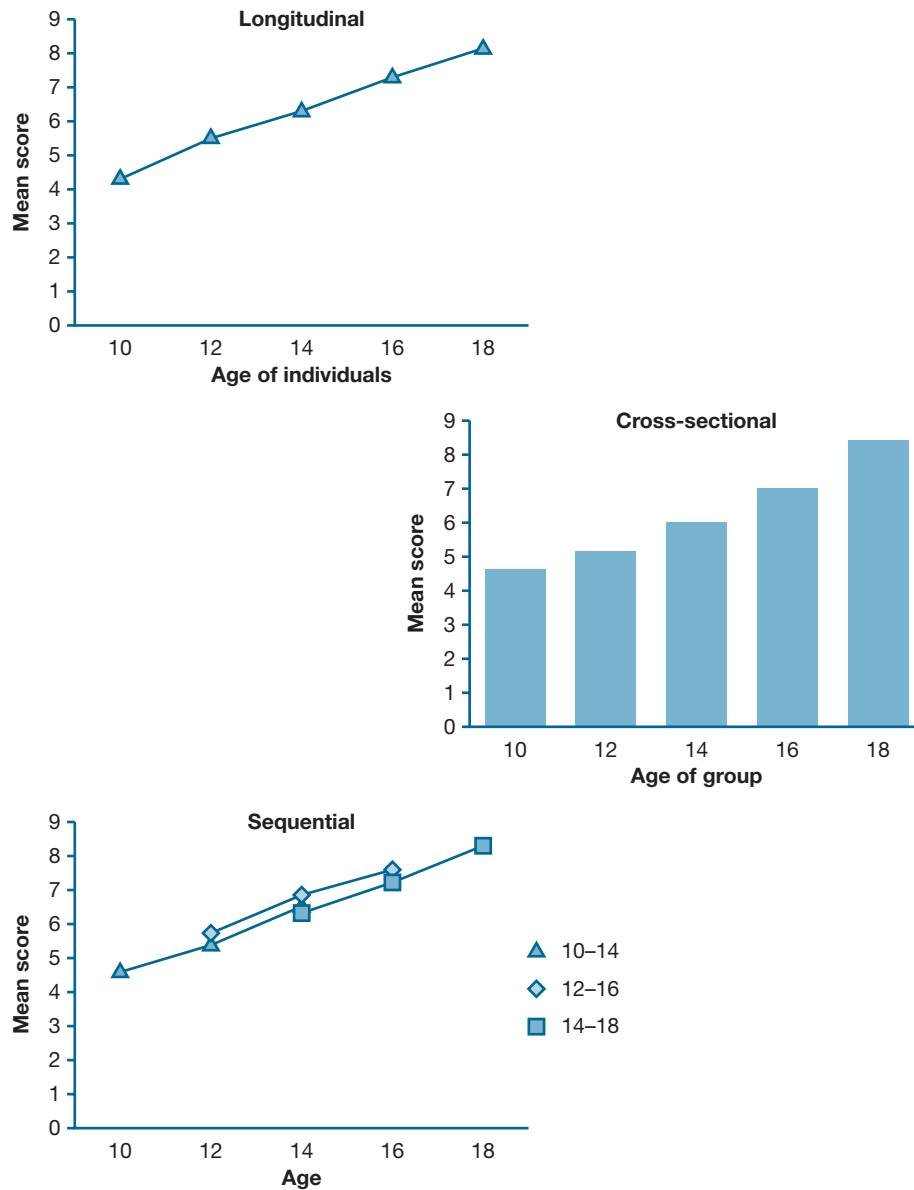 Longitudinal
Mean score
9
8
7
6
5
4
3
2
1
0
10 12 14 16 18
Age of individuals
Cross-sectional
Mean score
9
8
7
6
5
4
3
2
1
0
10 12 14 16 18
Age of group
Sequential
Mean score
9
8
7
6
5
4
3
2
1
0
10 12 14 16 18
Age
10–14
12–16
14–18